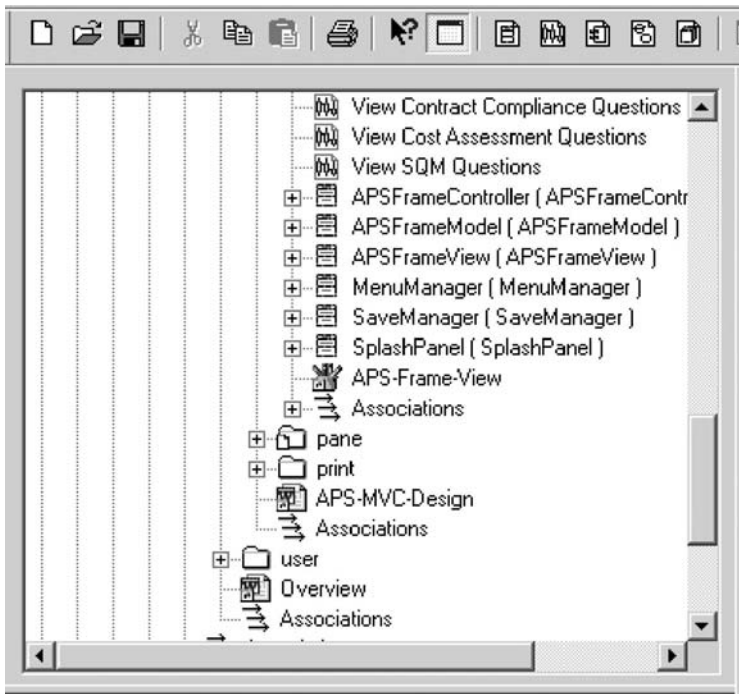 View Contract Compliance Questions
View Cost Assessment Questions
View SQM Questions
APSFrameController ( APSFrameContr
APSFrameModel ( APSFrameModel )
APSFrameView ( APSFrameView )
MenuManager ( MenuManager )
SaveManager ( SaveManager )
SplashPanel ( SplashPanel )
APS-Frame-View
Associations
pane
print
APS-MVC-Design
Associations
user
Overview
Associations